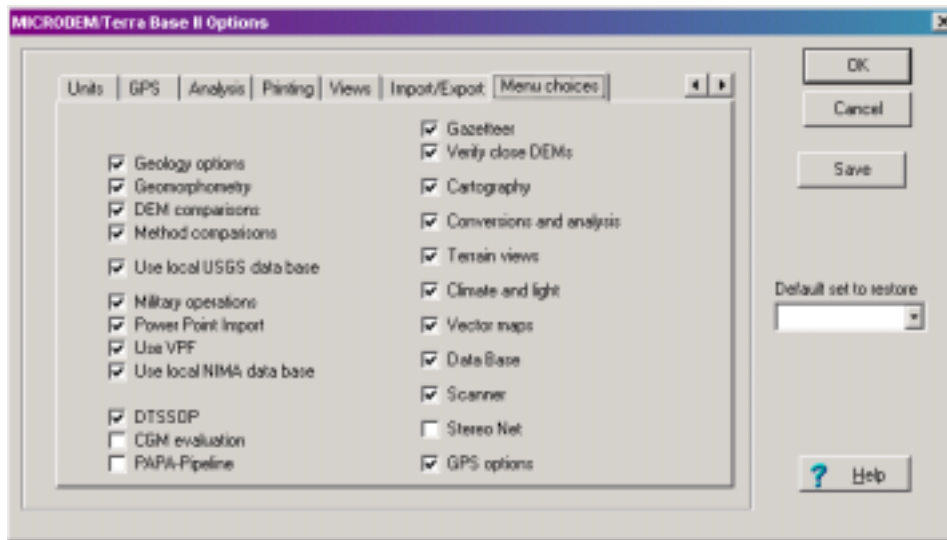 MICRODEM/Terra Base II Options
Units
GPS
Analysis
Printing
Views
Import/Export
Menu choices
Geology options
Geomorphometry
DEM comparisons
Method comparisons
Use local USGS data base
Military operations
Power Point Import
Use VPF
Use local NIMA data base
DTSSDP
CGM evaluation
PAPA-Pipeline
Gazetteer
Verify close DEMs
Cartography
Conversions and analysis
Terrain views
Climate and light
Vector maps
Data Base
Scanner
Stereo Net
GPS options
OK
Cancel
Save
Default set to restore
? Help